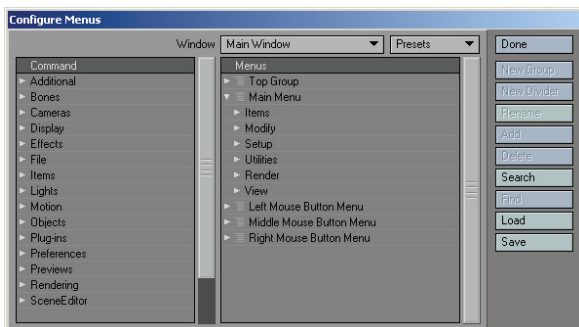 Configure Menus
Window Main Window Presets
Done
Command
Additional
Bones
Cameras
Display
Effects
File
Items
Lights
Motion
Objects
Plug-ins
Preferences
Previews
Rendering
SceneEditor
Menus
Top Group
Main Menu
Items
Modify
Setup
Utilities
Render
View
Left Mouse Button Menu
Middle Mouse Button Menu
Right Mouse Button Menu
New Group
New Divider
Rename
Add
Delete
Search
Find
Load
Save